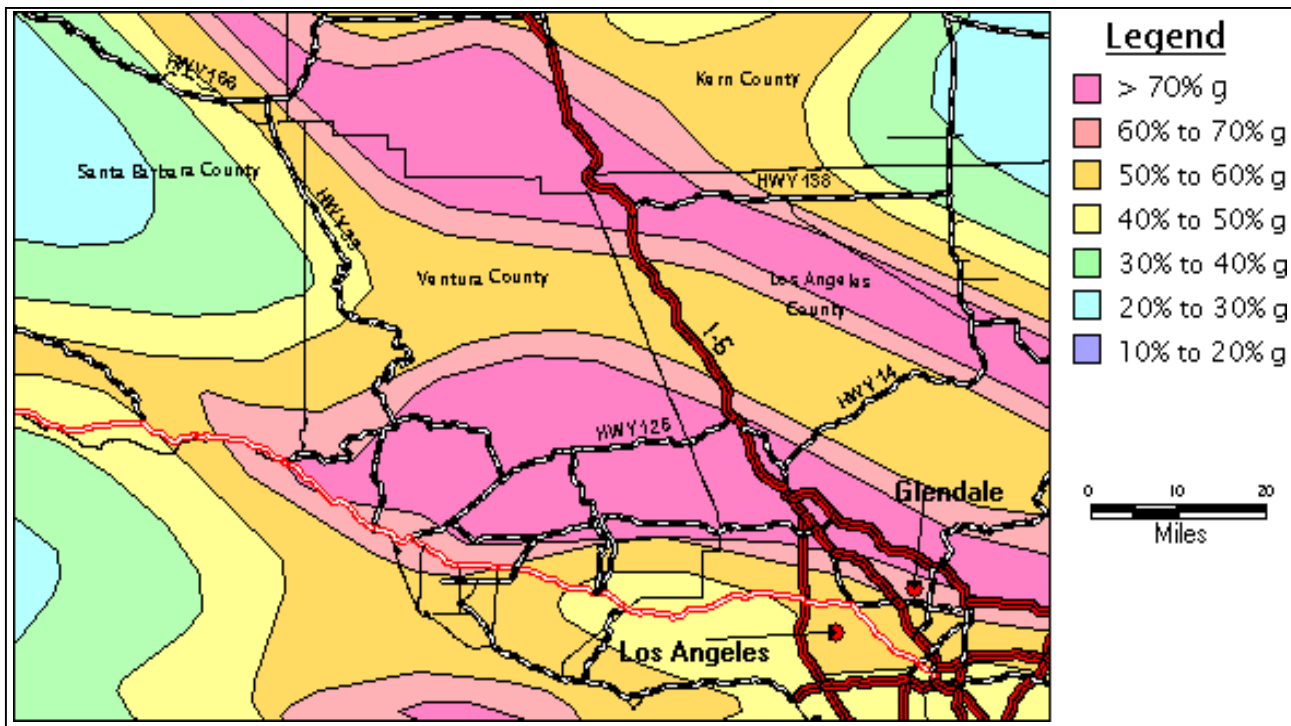 Legend
> 70% g
60% to 70% g
50% to 60% g
40% to 50% g
30% to 40% g
20% to 30% g
10% to 20% g
0 10 20
Miles
HWY 166
Kern County
Santa Barbara County
HWY 138
HWY 33
Ventura County
Los Angeles
County
I-5
HWY 14
HWY 126
Glendale
Los Angeles